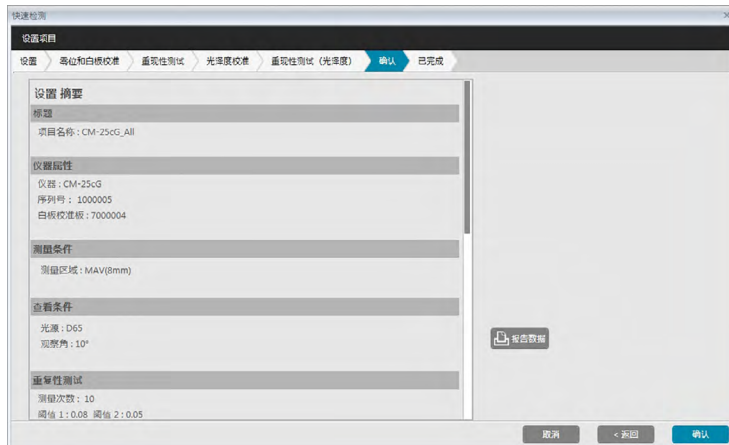 快速检测
设置项目
设置 零位和白板校准 重现性测试 光泽度校准 重现性测试（光泽度） 确认 已完成
设置 摘要
标题
项目名称 : CM-25cG_All
仪器属性
仪器 : CM-25cG
序列号 : 1000005
白板校准板 : 7000004
测量条件
测量区域 : MAV(8mm)
查看条件
光源 : D65
观察角 : 10°
报告数据
重复性测试
测量次数 : 10
阈值 1 : 0.08 阈值 2 : 0.05
取消 < 返回 确认